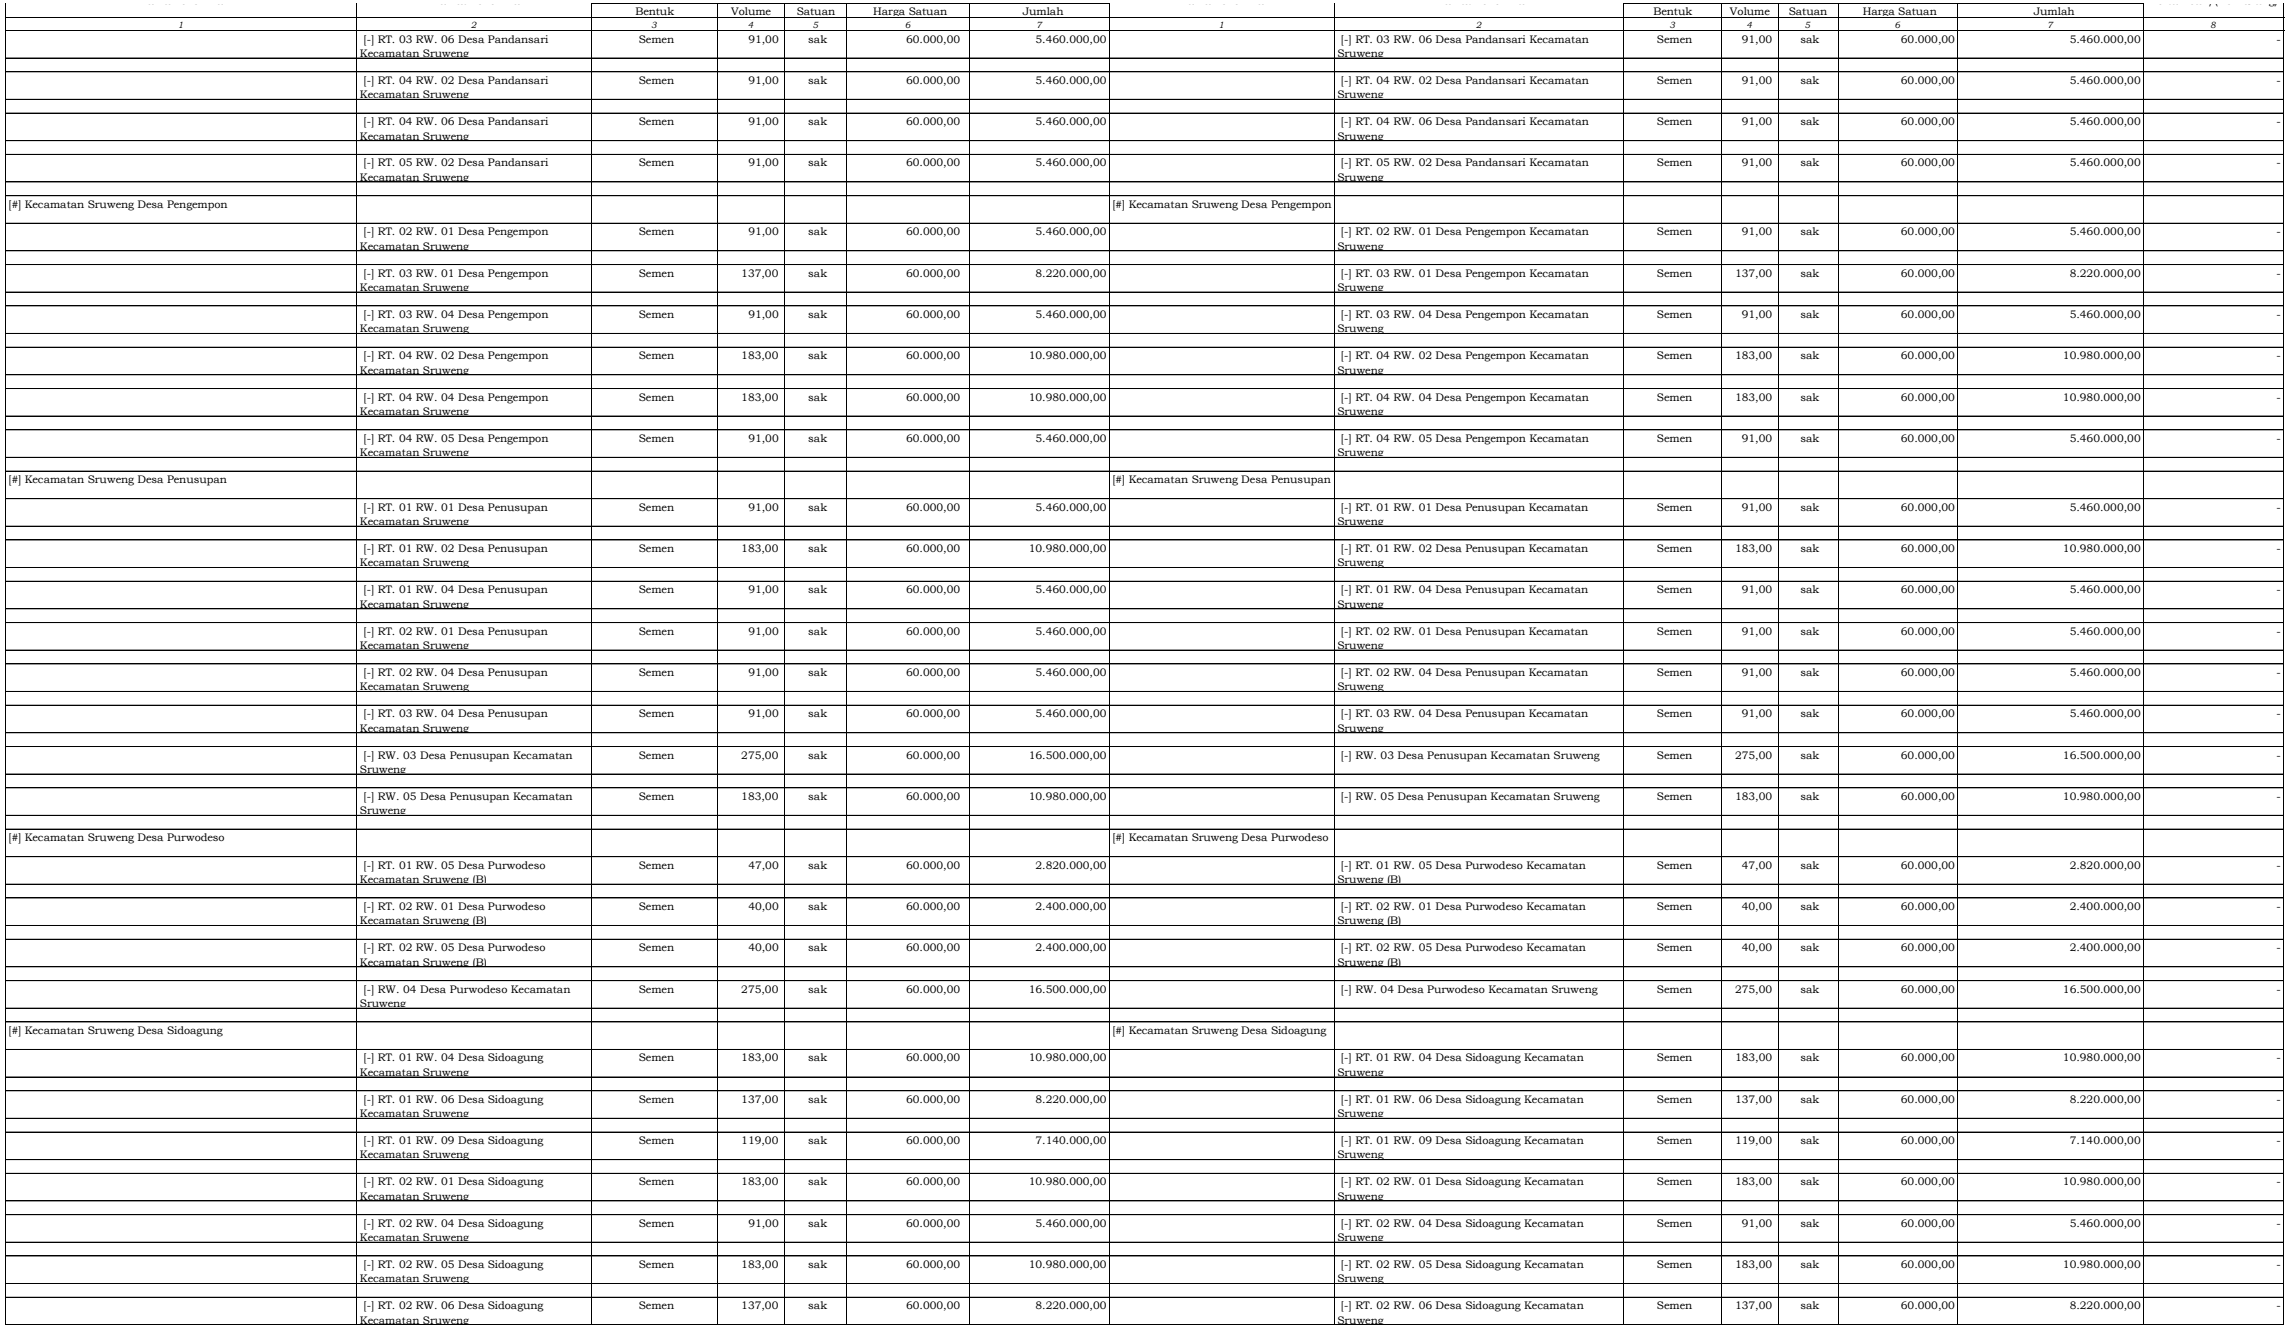 Bentuk Volume Satuan Harga Satuan Jumlah Bentuk Volume Satuan Harga Satuan Jumlah
1 2 3 4 5 6 7 1 2 3 4 5 6 7 8
[-] RT. 03 RW. 06 Desa Pandansari Semen 91,00 sak 60.000,00 5.460.000,00 [-] RT. 03 RW. 06 Desa Pandansari Kecamatan Semen 91,00 sak 60.000,00 5.460.000,00 -
Kecamatan Sruweng Sruweng
[-] RT. 04 RW. 02 Desa Pandansari Semen 91,00 sak 60.000,00 5.460.000,00 [-] RT. 04 RW. 02 Desa Pandansari Kecamatan Semen 91,00 sak 60.000,00 5.460.000,00 -
Kecamatan Sruweng Sruweng
[-] RT. 04 RW. 06 Desa Pandansari Semen 91,00 sak 60.000,00 5.460.000,00 [-] RT. 04 RW. 06 Desa Pandansari Kecamatan Semen 91,00 sak 60.000,00 5.460.000,00 -
Kecamatan Sruweng Sruweng
[-] RT. 05 RW. 02 Desa Pandansari Semen 91,00 sak 60.000,00 5.460.000,00 [-] RT. 05 RW. 02 Desa Pandansari Kecamatan Semen 91,00 sak 60.000,00 5.460.000,00 -
Kecamatan Sruweng Sruweng
[#] Kecamatan Sruweng Desa Pengempon [#] Kecamatan Sruweng Desa Pengempon
[-] RT. 02 RW. 01 Desa Pengempon Semen 91,00 sak 60.000,00 5.460.000,00 [-] RT. 02 RW. 01 Desa Pengempon Kecamatan Semen 91,00 sak 60.000,00 5.460.000,00 -
Kecamatan Sruweng Sruweng
[-] RT. 03 RW. 01 Desa Pengempon Semen 137,00 sak 60.000,00 8.220.000,00 [-] RT. 03 RW. 01 Desa Pengempon Kecamatan Semen 137,00 sak 60.000,00 8.220.000,00 -
Kecamatan Sruweng Sruweng
[-] RT. 03 RW. 04 Desa Pengempon Semen 91,00 sak 60.000,00 5.460.000,00 [-] RT. 03 RW. 04 Desa Pengempon Kecamatan Semen 91,00 sak 60.000,00 5.460.000,00 -
Kecamatan Sruweng Sruweng
[-] RT. 04 RW. 02 Desa Pengempon Semen 183,00 sak 60.000,00 10.980.000,00 [-] RT. 04 RW. 02 Desa Pengempon Kecamatan Semen 183,00 sak 60.000,00 10.980.000,00 -
Kecamatan Sruweng Sruweng
[-] RT. 04 RW. 04 Desa Pengempon Semen 183,00 sak 60.000,00 10.980.000,00 [-] RT. 04 RW. 04 Desa Pengempon Kecamatan Semen 183,00 sak 60.000,00 10.980.000,00 -
Kecamatan Sruweng Sruweng
[-] RT. 04 RW. 05 Desa Pengempon Semen 91,00 sak 60.000,00 5.460.000,00 [-] RT. 04 RW. 05 Desa Pengempon Kecamatan Semen 91,00 sak 60.000,00 5.460.000,00 -
Kecamatan Sruweng Sruweng
[#] Kecamatan Sruweng Desa Penusupan [#] Kecamatan Sruweng Desa Penusupan
[-] RT. 01 RW. 01 Desa Penusupan Semen 91,00 sak 60.000,00 5.460.000,00 [-] RT. 01 RW. 01 Desa Penusupan Kecamatan Semen 91,00 sak 60.000,00 5.460.000,00 -
Kecamatan Sruweng Sruweng
[-] RT. 01 RW. 02 Desa Penusupan Semen 183,00 sak 60.000,00 10.980.000,00 [-] RT. 01 RW. 02 Desa Penusupan Kecamatan Semen 183,00 sak 60.000,00 10.980.000,00 -
Kecamatan Sruweng Sruweng
[-] RT. 01 RW. 04 Desa Penusupan Semen 91,00 sak 60.000,00 5.460.000,00 [-] RT. 01 RW. 04 Desa Penusupan Kecamatan Semen 91,00 sak 60.000,00 5.460.000,00 -
Kecamatan Sruweng Sruweng
[-] RT. 02 RW. 01 Desa Penusupan Semen 91,00 sak 60.000,00 5.460.000,00 [-] RT. 02 RW. 01 Desa Penusupan Kecamatan Semen 91,00 sak 60.000,00 5.460.000,00 -
Kecamatan Sruweng Sruweng
[-] RT. 02 RW. 04 Desa Penusupan Semen 91,00 sak 60.000,00 5.460.000,00 [-] RT. 02 RW. 04 Desa Penusupan Kecamatan Semen 91,00 sak 60.000,00 5.460.000,00 -
Kecamatan Sruweng Sruweng
[-] RT. 03 RW. 04 Desa Penusupan Semen 91,00 sak 60.000,00 5.460.000,00 [-] RT. 03 RW. 04 Desa Penusupan Kecamatan Semen 91,00 sak 60.000,00 5.460.000,00 -
Kecamatan Sruweng Sruweng
[-] RW. 03 Desa Penusupan Kecamatan Semen 275,00 sak 60.000,00 16.500.000,00 [-] RW. 03 Desa Penusupan Kecamatan Sruweng Semen 275,00 sak 60.000,00 16.500.000,00 -
Sruweng
[-] RW. 05 Desa Penusupan Kecamatan Semen 183,00 sak 60.000,00 10.980.000,00 [-] RW. 05 Desa Penusupan Kecamatan Sruweng Semen 183,00 sak 60.000,00 10.980.000,00 -
Sruweng
[#] Kecamatan Sruweng Desa Purwodeso [#] Kecamatan Sruweng Desa Purwodeso
[-] RT. 01 RW. 05 Desa Purwodeso Semen 47,00 sak 60.000,00 2.820.000,00 [-] RT. 01 RW. 05 Desa Purwodeso Kecamatan Semen 47,00 sak 60.000,00 2.820.000,00 -
Kecamatan Sruweng (B) Sruweng (B)
[-] RT. 02 RW. 01 Desa Purwodeso Semen 40,00 sak 60.000,00 2.400.000,00 [-] RT. 02 RW. 01 Desa Purwodeso Kecamatan Semen 40,00 sak 60.000,00 2.400.000,00 -
Kecamatan Sruweng (B) Sruweng (B)
[-] RT. 02 RW. 05 Desa Purwodeso Semen 40,00 sak 60.000,00 2.400.000,00 [-] RT. 02 RW. 05 Desa Purwodeso Kecamatan Semen 40,00 sak 60.000,00 2.400.000,00 -
Kecamatan Sruweng (B) Sruweng (B)
[-] RW. 04 Desa Purwodeso Kecamatan Semen 275,00 sak 60.000,00 16.500.000,00 [-] RW. 04 Desa Purwodeso Kecamatan Sruweng Semen 275,00 sak 60.000,00 16.500.000,00 -
Sruweng
[#] Kecamatan Sruweng Desa Sidoagung [#] Kecamatan Sruweng Desa Sidoagung
[-] RT. 01 RW. 04 Desa Sidoagung Semen 183,00 sak 60.000,00 10.980.000,00 [-] RT. 01 RW. 04 Desa Sidoagung Kecamatan Semen 183,00 sak 60.000,00 10.980.000,00 -
Kecamatan Sruweng Sruweng
[-] RT. 01 RW. 06 Desa Sidoagung Semen 137,00 sak 60.000,00 8.220.000,00 [-] RT. 01 RW. 06 Desa Sidoagung Kecamatan Semen 137,00 sak 60.000,00 8.220.000,00 -
Kecamatan Sruweng Sruweng
[-] RT. 01 RW. 09 Desa Sidoagung Semen 119,00 sak 60.000,00 7.140.000,00 [-] RT. 01 RW. 09 Desa Sidoagung Kecamatan Semen 119,00 sak 60.000,00 7.140.000,00 -
Kecamatan Sruweng Sruweng
[-] RT. 02 RW. 01 Desa Sidoagung Semen 183,00 sak 60.000,00 10.980.000,00 [-] RT. 02 RW. 01 Desa Sidoagung Kecamatan Semen 183,00 sak 60.000,00 10.980.000,00 -
Kecamatan Sruweng Sruweng
[-] RT. 02 RW. 04 Desa Sidoagung Semen 91,00 sak 60.000,00 5.460.000,00 [-] RT. 02 RW. 04 Desa Sidoagung Kecamatan Semen 91,00 sak 60.000,00 5.460.000,00 -
Kecamatan Sruweng Sruweng
[-] RT. 02 RW. 05 Desa Sidoagung Semen 183,00 sak 60.000,00 10.980.000,00 [-] RT. 02 RW. 05 Desa Sidoagung Kecamatan Semen 183,00 sak 60.000,00 10.980.000,00 -
Kecamatan Sruweng Sruweng
[-] RT. 02 RW. 06 Desa Sidoagung Semen 137,00 sak 60.000,00 8.220.000,00 [-] RT. 02 RW. 06 Desa Sidoagung Kecamatan Semen 137,00 sak 60.000,00 8.220.000,00 -
Kecamatan Sruweng Sruweng